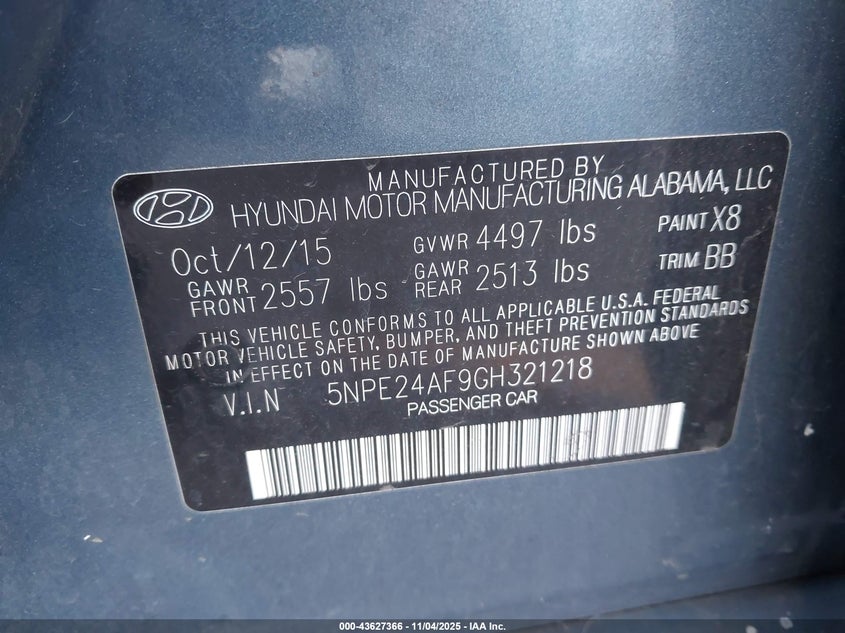 MANUFACTURED BY
HYUNDAI MOTOR MANUFACTURING ALABAMA, LLC
Oct/12/15 GVWR 4497 lbs PAINT X8
GAWR FRONT 2557 lbs GAWR REAR 2513 lbs TRIM BB
THIS VEHICLE CONFORMS TO ALL APPLICABLE U.S.A. FEDERAL
MOTOR VEHICLE SAFETY, BUMPER, AND THEFT PREVENTION STANDARDS
IN EFFECT ON THE DATE OF MANUFACTURE SHOWN ABOVE
V.I.N 5NPE24AF9GH321218
PASSENGER CAR
000-43627366 - 11/04/2025 - IAA Inc.